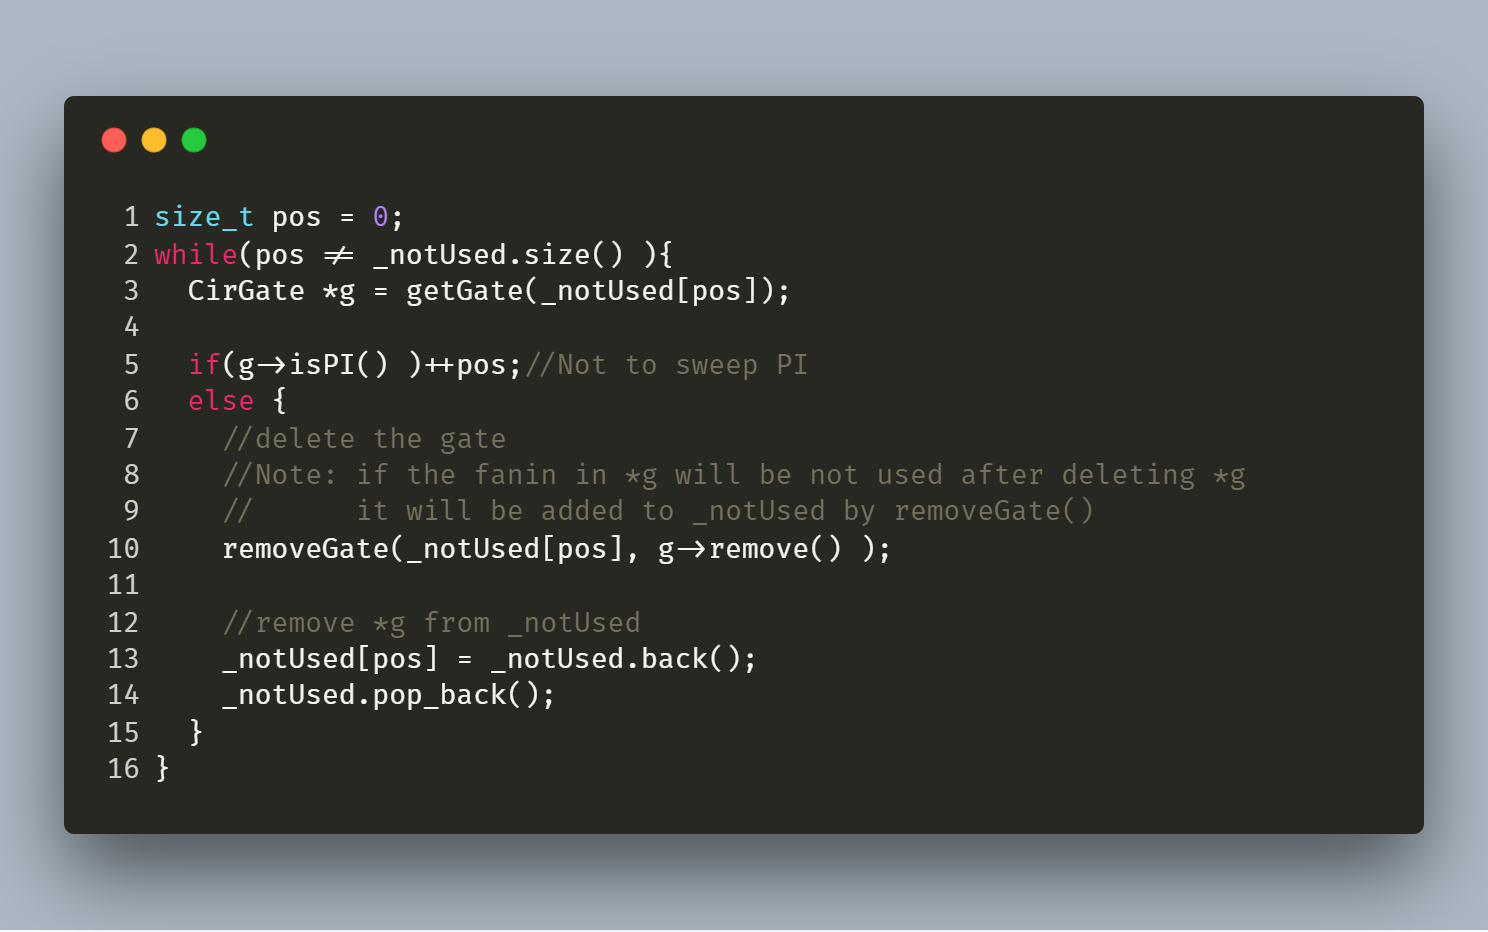 1 size_t pos = 0;
2 while(pos != _notUsed.size() ){
3   CirGate *g = getGate(_notUsed[pos]);
4
5   if(g->isPI() )++pos;//Not to sweep PI
6   else {
7     //delete the gate
8     //Note: if the fanin in *g will be not used after deleting *g
9     //      it will be added to _notUsed by removeGate()
10     removeGate(_notUsed[pos], g->remove() );
11
12     //remove *g from _notUsed
13     _notUsed[pos] = _notUsed.back();
14     _notUsed.pop_back();
15   }
16 }